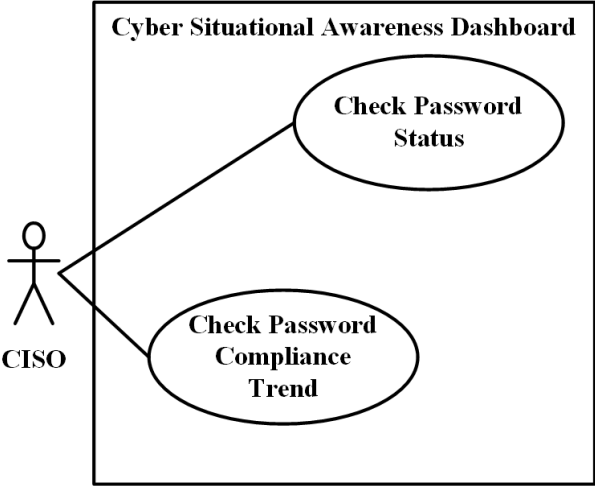 Cyber Situational Awareness Dashboard
Check Password
Status
Check Password
Compliance
Trend
CISO